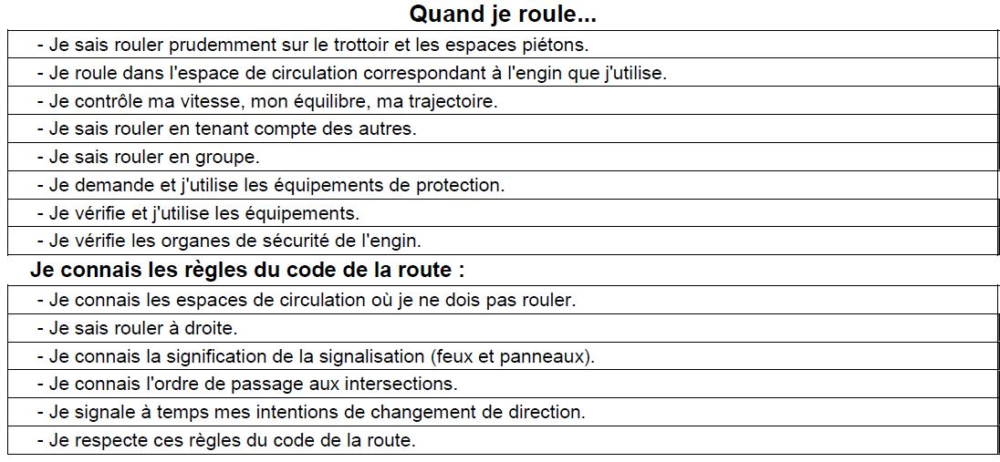 Quand je roule...
- Je sais rouler prudemment sur le trottoir et les espaces piétons.
- Je roule dans l'espace de circulation correspondant à l'engin que j'utilise.
- Je contrôle ma vitesse, mon équilibre, ma trajectoire.
- Je sais rouler en tenant compte des autres.
- Je sais rouler en groupe.
- Je demande et j'utilise les équipements de protection.
- Je vérifie et j'utilise les équipements.
- Je vérifie les organes de sécurité de l'engin.
Je connais les règles du code de la route :
- Je connais les espaces de circulation où je ne dois pas rouler.
- Je sais rouler à droite.
- Je connais la signification de la signalisation (feux et panneaux).
- Je connais l'ordre de passage aux intersections.
- Je signale à temps mes intentions de changement de direction.
- Je respecte ces règles du code de la route.